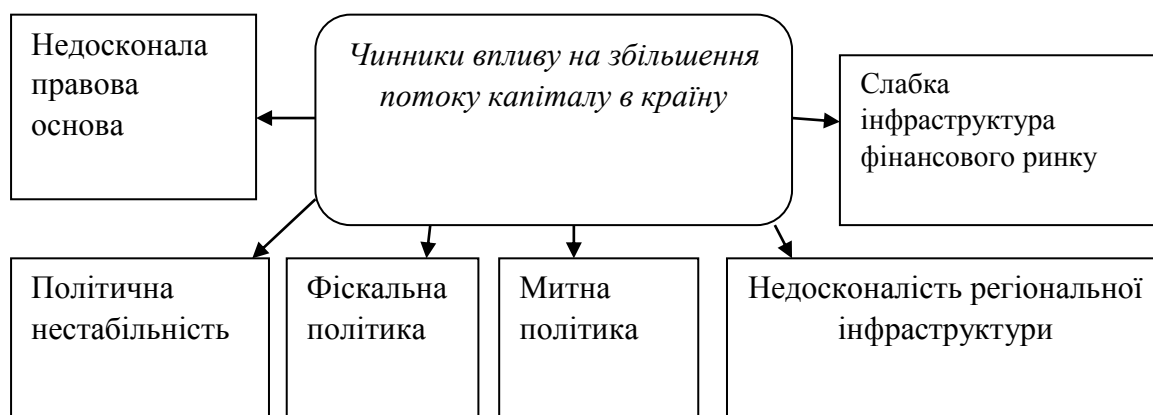 Недосконала
правова
основа
Чинники впливу на збільшення
потоку капіталу в країну
Слабка
інфраструктура
фінансового ринку
Політична
нестабільність
Фіскальна
політика
Митна
політика
Недосконалість регіональної
інфраструктури